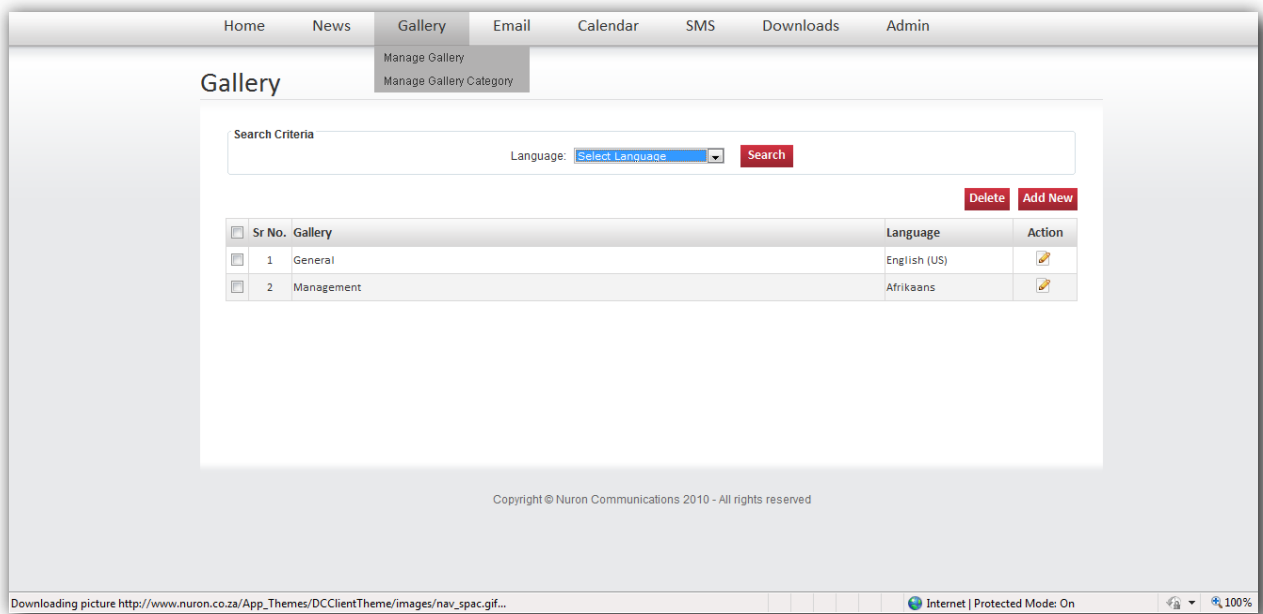 Home News Gallery Email Calendar SMS Downloads Admin
Manage Gallery
Manage Gallery Category
Gallery
Search Criteria
Language: Select Language Search
Delete Add New
Sr No. Gallery Language Action
1 General English (US)
2 Management Afrikaans
Copyright © Nuron Communications 2010 - All rights reserved
Downloading picture http://www.nuron.co.za/App_Themes/DCClientTheme/images/nav_spac.gif... Internet | Protected Mode: On 100%